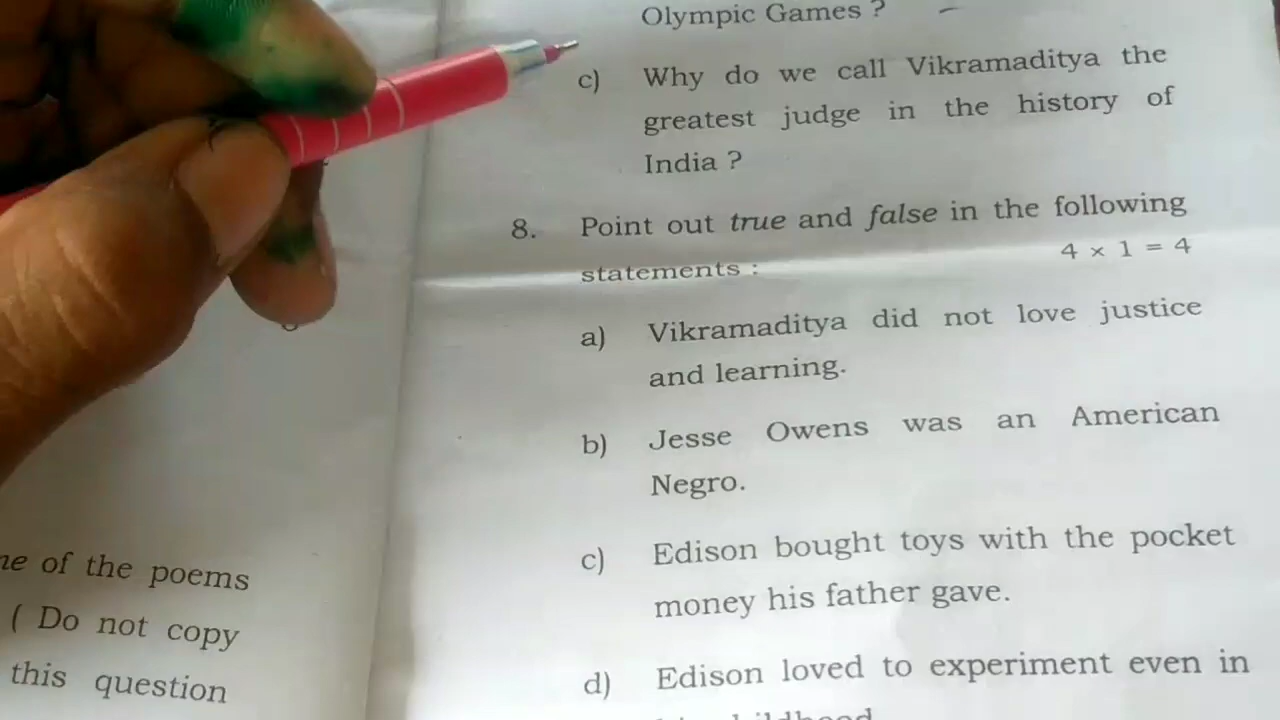 Olympic Games ?
c) Why do we call Vikramaditya the
greatest judge in the history of
India ?
8. Point out true and false in the following
statements : 4 × 1 = 4
a) Vikramaditya did not love justice
and learning.
b) Jesse Owens was an American
Negro.
c) Edison bought toys with the pocket
money his father gave.
d) Edison loved to experiment even in
of the poems
( Do not copy
this question